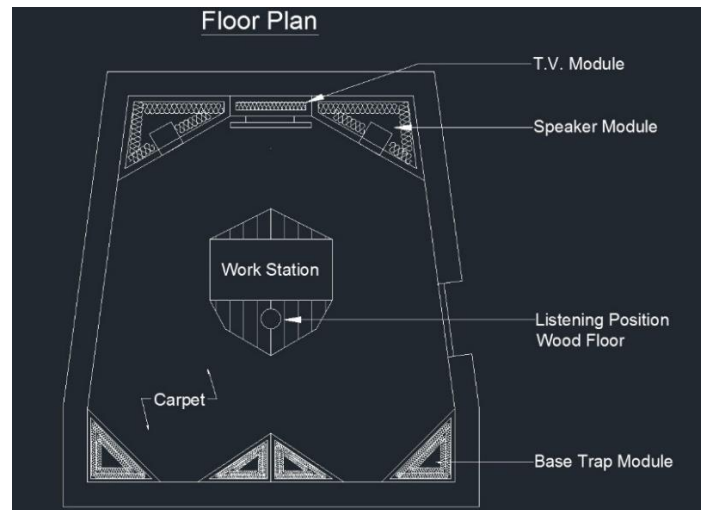 Floor Plan
T.V. Module
Speaker Module
Work Station
Listening Position
Wood Floor
Carpet
Base Trap Module